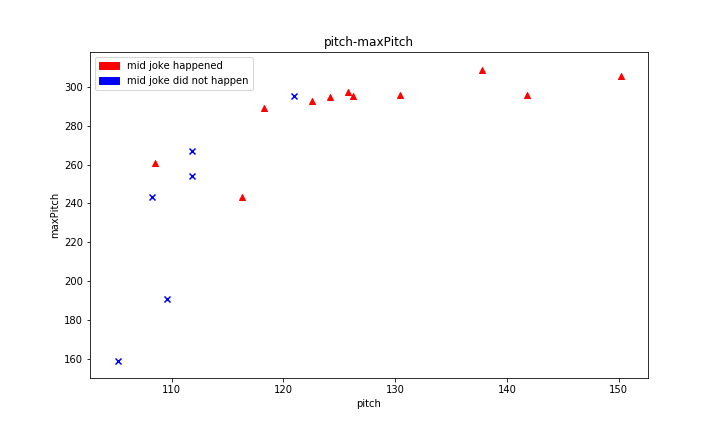 pitch-maxPitch
mid joke happened
mid joke did not happen
maxPitch
300
280
260
240
220
200
180
160
110
120
130
140
150
pitch